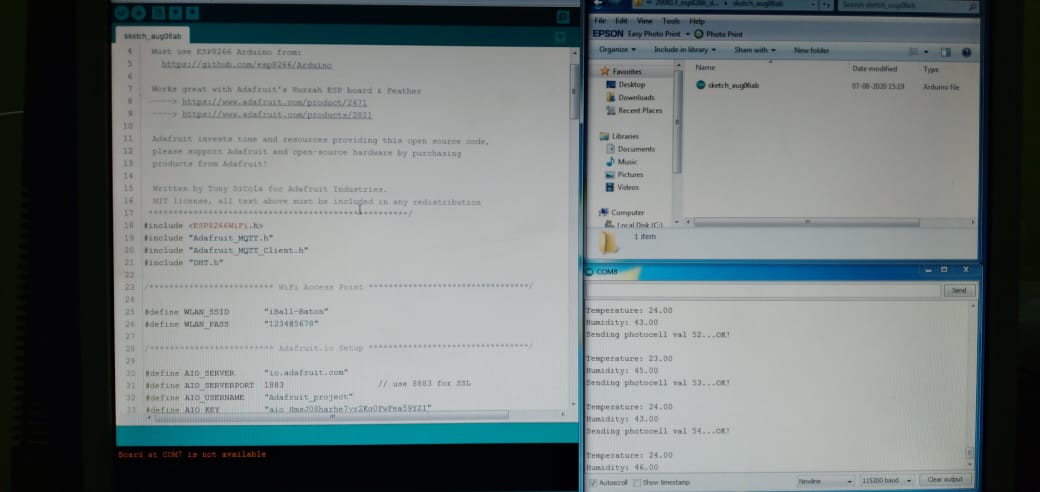 sketch_aug06ab
4 Must use ESP8266 Arduino from:
5 https://github.com/esp8266/Arduino
6
7 Works great with Adafruit's Huzzah ESP board & Feather
8 ----> https://www.adafruit.com/product/2471
9 ----> https://www.adafruit.com/products/2821
10
11 Adafruit invests time and resources providing this open source code,
12 please support Adafruit and open-source hardware by purchasing
13 products from Adafruit!
14
15 Written by Tony DiCola for Adafruit Industries.
16 MIT license, all text above must be included in any redistribution
17 ****************************************************/
18 #include <ESP8266WiFi.h>
19 #include "Adafruit_MQTT.h"
20 #include "Adafruit_MQTT_Client.h"
21 #include "DHT.h"
22
23 /************************* WiFi Access Point *********************************/
24
25 #define WLAN_SSID "iBall-Baton"
26 #define WLAN_PASS "1234@5678"
27
28 /************************* Adafruit.io Setup *********************************/
29
30 #define AIO_SERVER "io.adafruit.com"
31 #define AIO_SERVERPORT 1883 // use 8883 for SSL
32 #define AIO_USERNAME "Adafruit_project"
33 #define AIO_KEY
Board at COM7 is not available
sketch_aug06ab
Search sketch_aug06ab
File Edit View Tools Help
EPSON Easy Photo Print Photo Print
Organize Include in library Share with New folder
Favorites
Desktop
Downloads
Recent Places
Libraries
Documents
Music
Pictures
Videos
Computer
Local Disk (C:)
Name Date modified Type
sketch_aug06ab 07-08-2020 15:19 Arduino file
1 item
COM8
Send
Temperature: 24.00
Humidity: 43.00
Sending photocell val 52...OK!
Temperature: 23.00
Humidity: 45.00
Sending photocell val 53...OK!
Temperature: 24.00
Humidity: 43.00
Sending photocell val 54...OK!
Temperature: 24.00
Humidity: 46.00
Autoscroll Show timestamp Newline 115200 baud Clear output